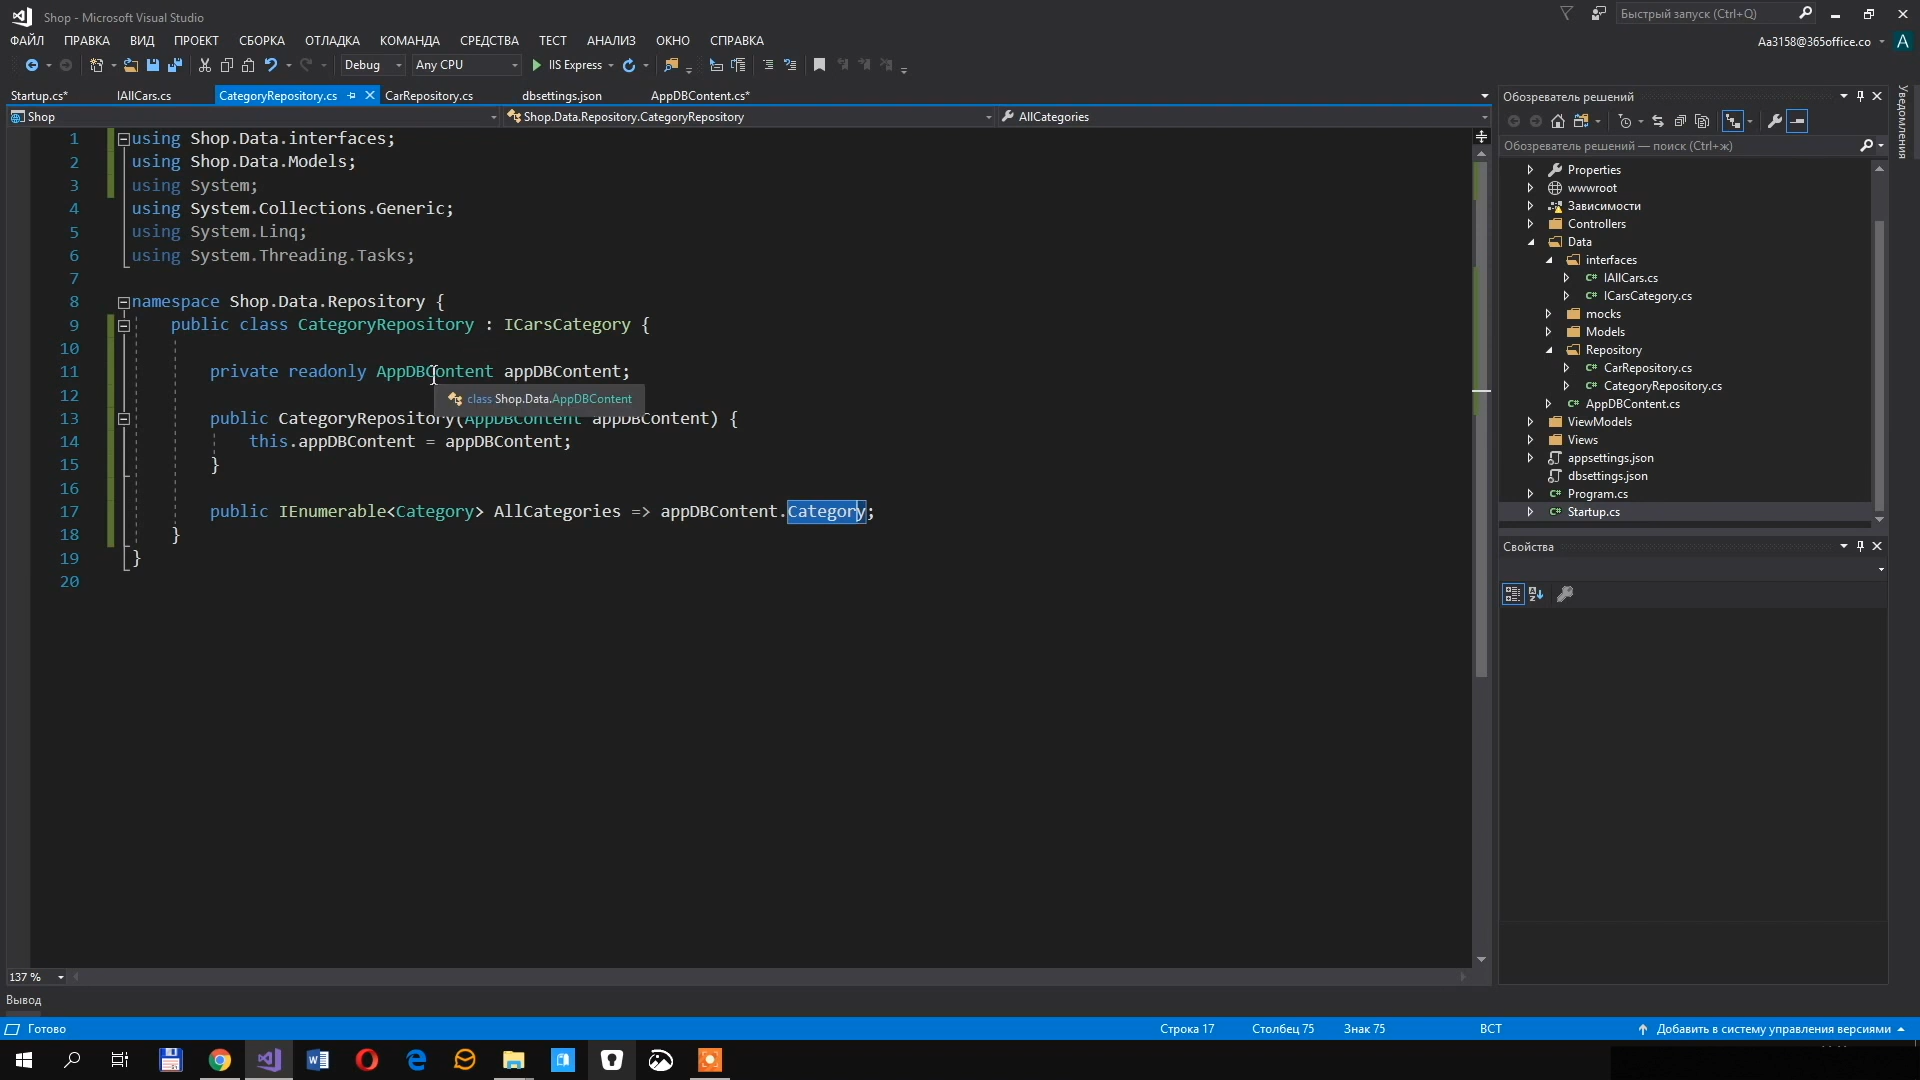 Shop - Microsoft Visual Studio
Быстрый запуск (Ctrl+Q)
ФАЙЛ ПРАВКА ВИД ПРОЕКТ СБОРКА ОТЛАДКА КОМАНДА СРЕДСТВА ТЕСТ АНАЛИЗ ОКНО СПРАВКА
Aa3158@365office.co A
Debug Any CPU IIS Express
Startup.cs* IAllCars.cs CategoryRepository.cs CarRepository.cs dbsettings.json AppDBContent.cs*
Shop Shop.Data.Repository.CategoryRepository AllCategories
1 using Shop.Data.interfaces;
2 using Shop.Data.Models;
3 using System;
4 using System.Collections.Generic;
5 using System.Linq;
6 using System.Threading.Tasks;
7
8 namespace Shop.Data.Repository {
9 public class CategoryRepository : ICarsCategory {
10
11 private readonly AppDBContent appDBContent;
12
class Shop.Data.AppDBContent
13 public CategoryRepository(AppDBContent appDBContent) {
14 this.appDBContent = appDBContent;
15 }
16
17 public IEnumerable<Category> AllCategories => appDBContent.Category;
18 }
19 }
20
137 %
Вывод
Обозреватель решений
Обозреватель решений — поиск (Ctrl+ж)
Properties
wwwroot
Зависимости
Controllers
Data
interfaces
C# IAllCars.cs
C# ICarsCategory.cs
mocks
Models
Repository
C# CarRepository.cs
C# CategoryRepository.cs
C# AppDBContent.cs
ViewModels
Views
appsettings.json
dbsettings.json
C# Program.cs
C# Startup.cs
Свойства
Уведомления
Готово Строка 17 Столбец 75 Знак 75 ВСТ Добавить в систему управления версиями